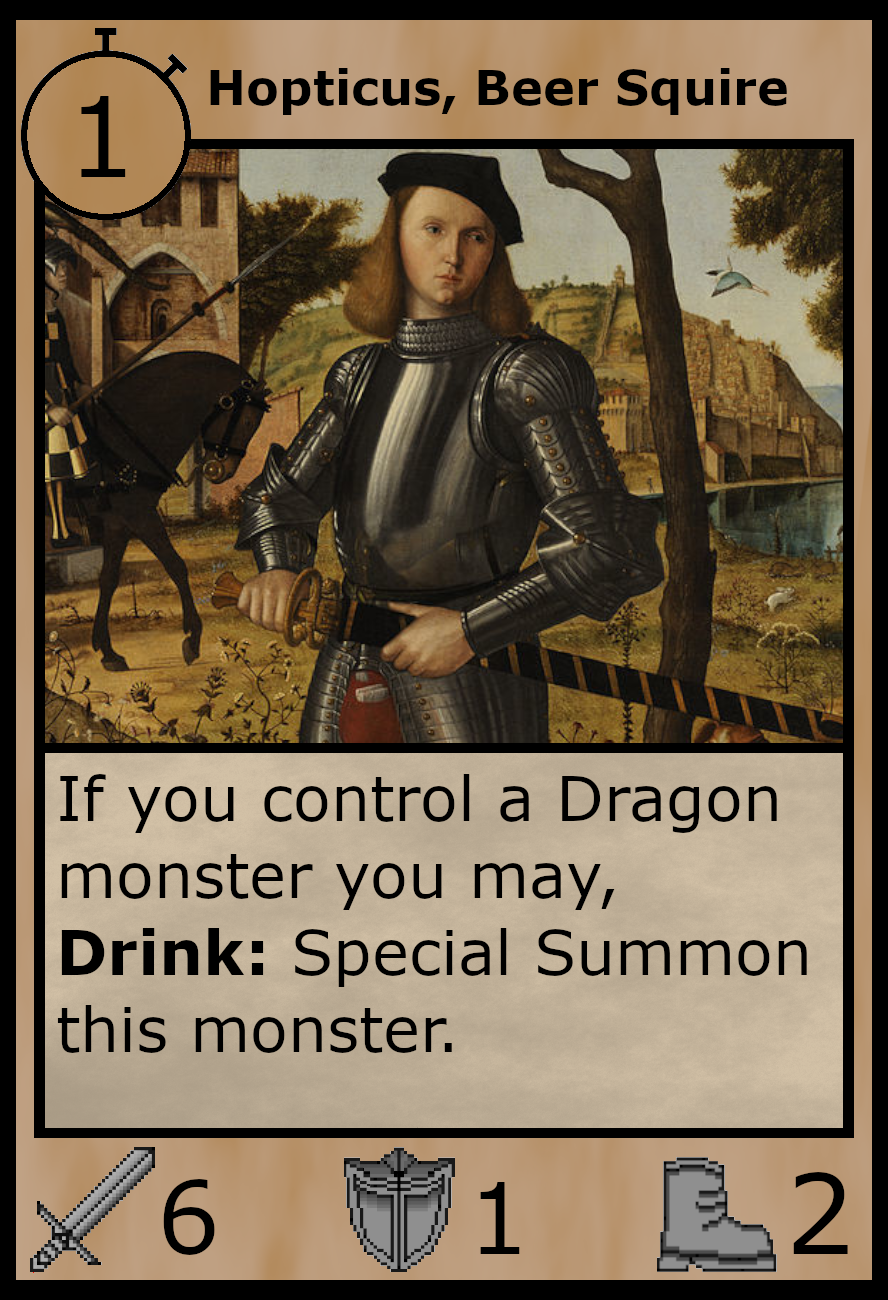 1
Hopticus, Beer Squire
If you control a Dragon
monster you may,
Drink: Special Summon
this monster.
6 1 2